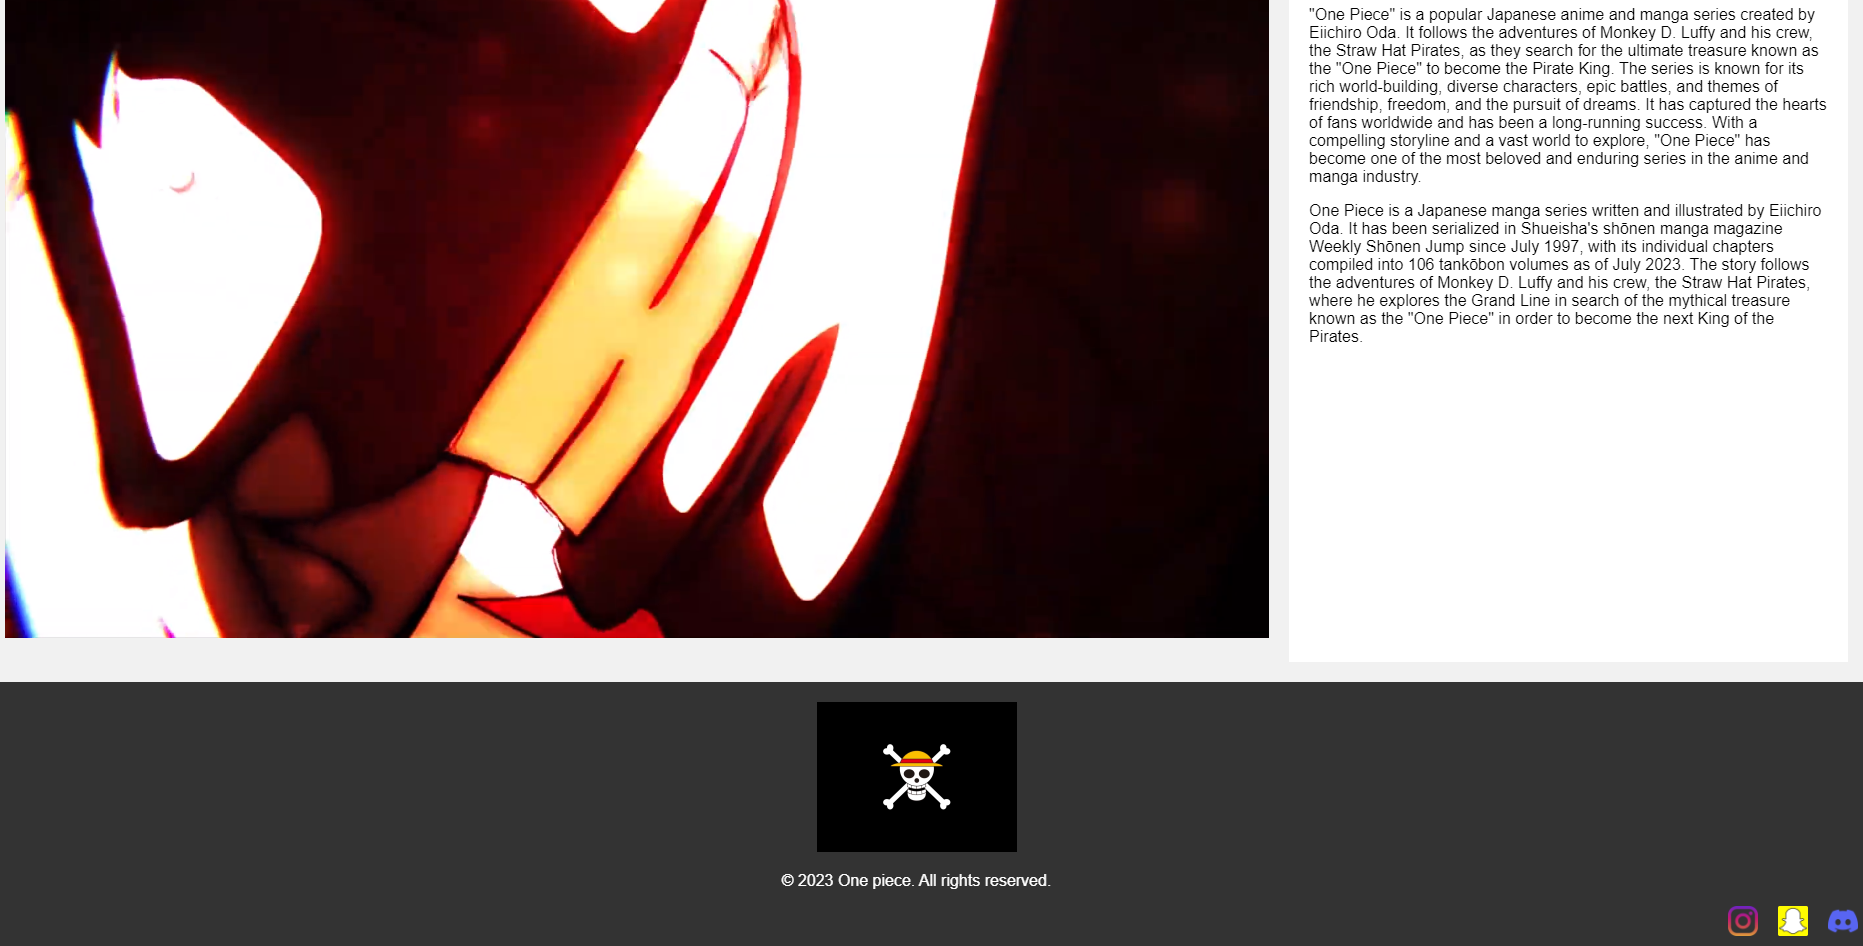 "One Piece" is a popular Japanese anime and manga series created by
Eiichiro Oda. It follows the adventures of Monkey D. Luffy and his crew,
the Straw Hat Pirates, as they search for the ultimate treasure known as
the "One Piece" to become the Pirate King. The series is known for its
rich world-building, diverse characters, epic battles, and themes of
friendship, freedom, and the pursuit of dreams. It has captured the hearts
of fans worldwide and has been a long-running success. With a
compelling storyline and a vast world to explore, "One Piece" has
become one of the most beloved and enduring series in the anime and
manga industry.
One Piece is a Japanese manga series written and illustrated by Eiichiro
Oda. It has been serialized in Shueisha's shōnen manga magazine
Weekly Shōnen Jump since July 1997, with its individual chapters
compiled into 106 tankōbon volumes as of July 2023. The story follows
the adventures of Monkey D. Luffy and his crew, the Straw Hat Pirates,
where he explores the Grand Line in search of the mythical treasure
known as the "One Piece" in order to become the next King of the
Pirates.
© 2023 One piece. All rights reserved.